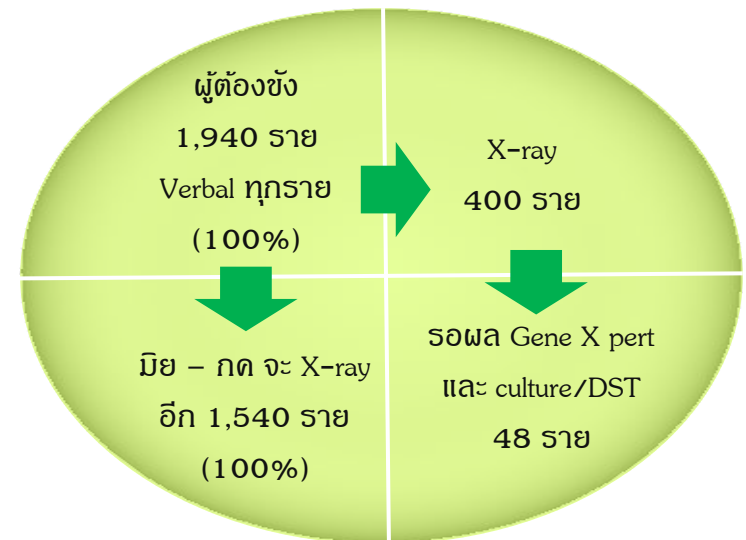 ผู้ต้องขัง
1,940 ราย
Verbal ทุกราย
(100%)
X-ray
400 ราย
มิย – กค จะ X-ray
อีก 1,540 ราย
(100%)
รอผล Gene X pert
และ culture/DST
48 ราย